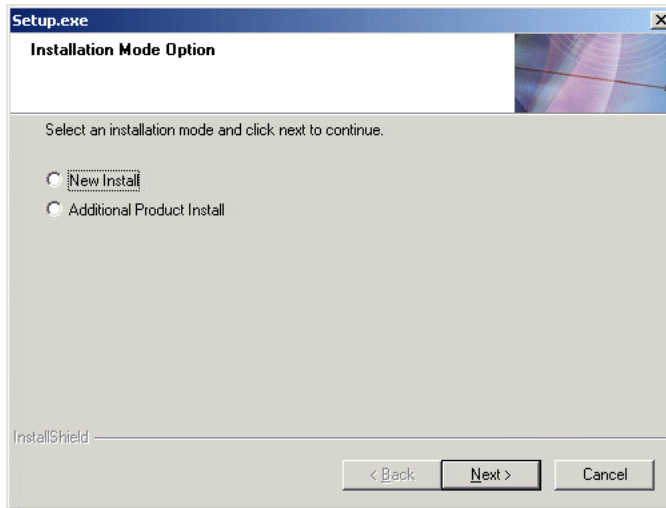 Setup.exe
Installation Mode Option
Select an installation mode and click next to continue.
New Install
Additional Product Install
InstallShield
< Back
Next >
Cancel